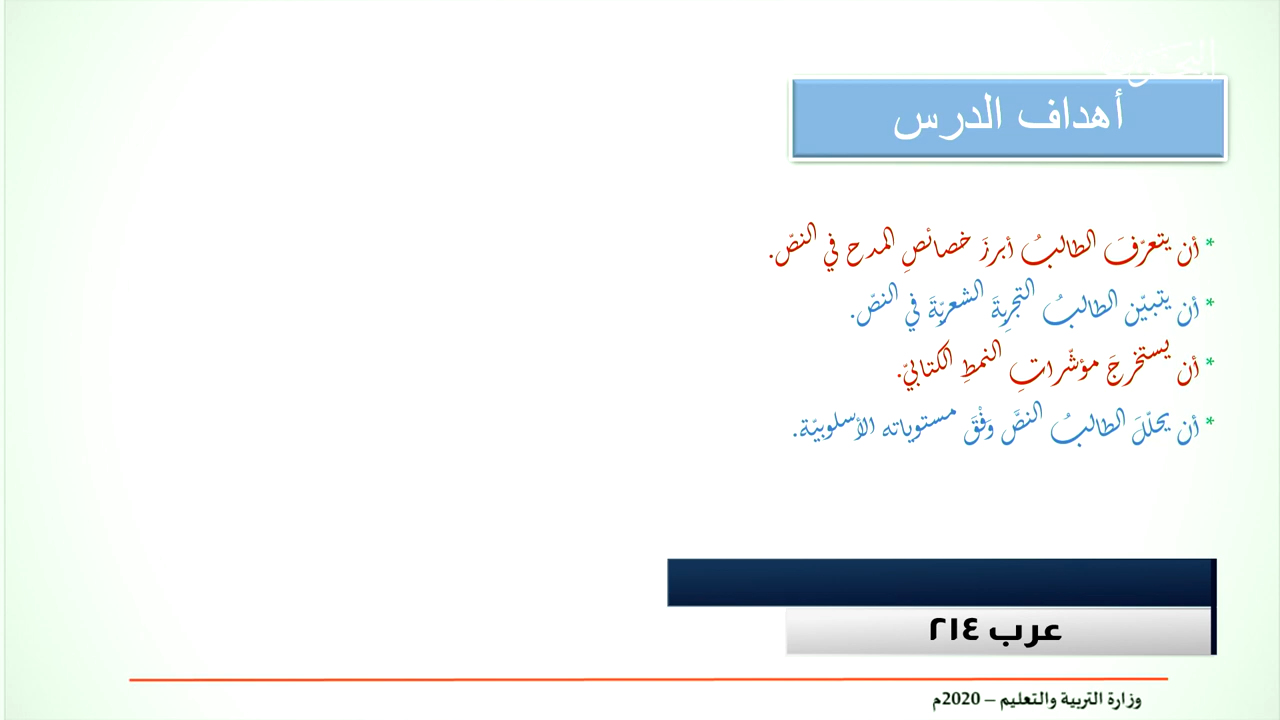 أهداف الدرس
* أن يتعرّفَ الطالبُ أبرزَ خصائصِ المدح في النصّ.
* أن يتبيّن الطالبُ التجرِبةَ الشعريّةَ في النصّ.
* أن يستخرجَ مؤشّراتِ النمطِ الكتابيّ.
* أن يحلّلَ الطالبُ النصَّ وَفْقَ مستوياته الأسلوبيّة.
عرب ٢١٤
وزارة التربية والتعليم – 2020م